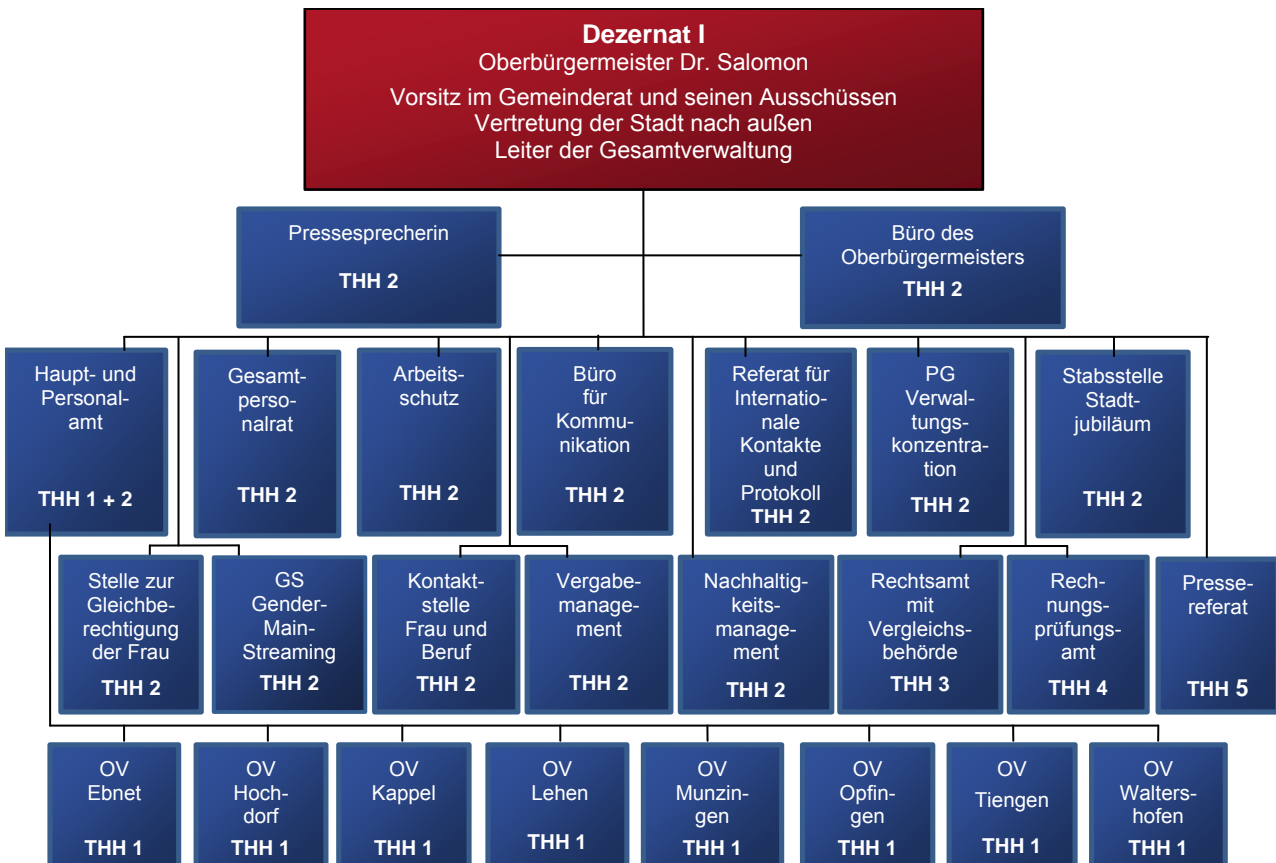 Dezernat I
Oberbürgermeister Dr. Salomon
Vorsitz im Gemeinderat und seinen Ausschüssen
Vertretung der Stadt nach außen
Leiter der Gesamtverwaltung
Pressesprecherin
THH 2
Büro des
Oberbürgermeisters
THH 2
Haupt- und
Personal-
amt
THH 1 + 2
Gesamt-
perso-
nalrat
THH 2
Arbeits-
schutz
THH 2
Büro
für
Kommu-
nikation
THH 2
Referat für
Internatio-
nale
Kontakte
und
Protokoll
THH 2
PG
Verwal-
tungs-
konzentra-
tion
THH 2
Stabsstelle
Stadt-
jubiläum
THH 2
Stelle zur
Gleichbe-
rechtigung
der Frau
THH 2
GS
Gender-
Main-
Streaming
THH 2
Kontakt-
stelle
Frau und
Beruf
THH 2
Vergabe-
manage-
ment
THH 2
Nachhaltig-
keits-
manage-
ment
THH 2
Rechtsamt
mit
Vergleichs-
behörde
THH 3
Rech-
nungs-
prüfungs-
amt
THH 4
Presse-
referat
THH 5
OV
Ebnet
THH 1
OV
Hoch-
dorf
THH 1
OV
Kappel
THH 1
OV
Lehen
THH 1
OV
Munzin-
gen
THH 1
OV
Opfin-
gen
THH 1
OV
Tiengen
THH 1
OV
Walters-
hofen
THH 1